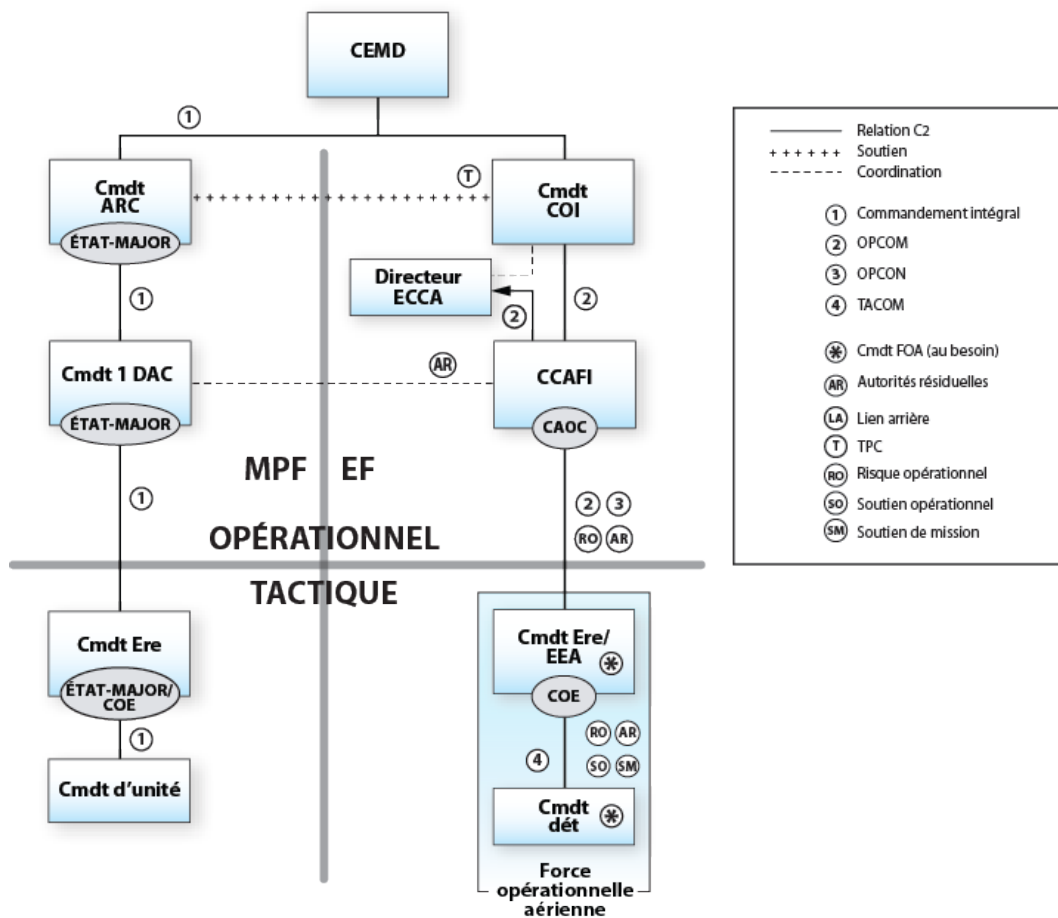 CEMD
①
Cmdt
ARC
ÉTAT-MAJOR
T
Cmdt
COI
Directeur
ECCA
①
②
②
Cmdt 1 DAC
ÉTAT-MAJOR
AR
CCAFI
CAOC
MPF EF
①
② ③
RO AR
OPÉRATIONNEL
TACTIQUE
Cmdt Ere
ÉTAT-MAJOR/
COE
①
Cmdt d'unité
Cmdt Ere/
EEA
COE
RO AR
④
SO SM
Cmdt
dét
Force
opérationnelle
aérienne
Relation C2
Soutien
Coordination
① Commandement intégral
② OPCOM
③ OPCON
④ TACOM
Cmdt FOA (au besoin)
AR Autorités résiduelles
LA Lien arrière
T TPC
RO Risque opérationnel
SO Soutien opérationnel
SM Soutien de mission